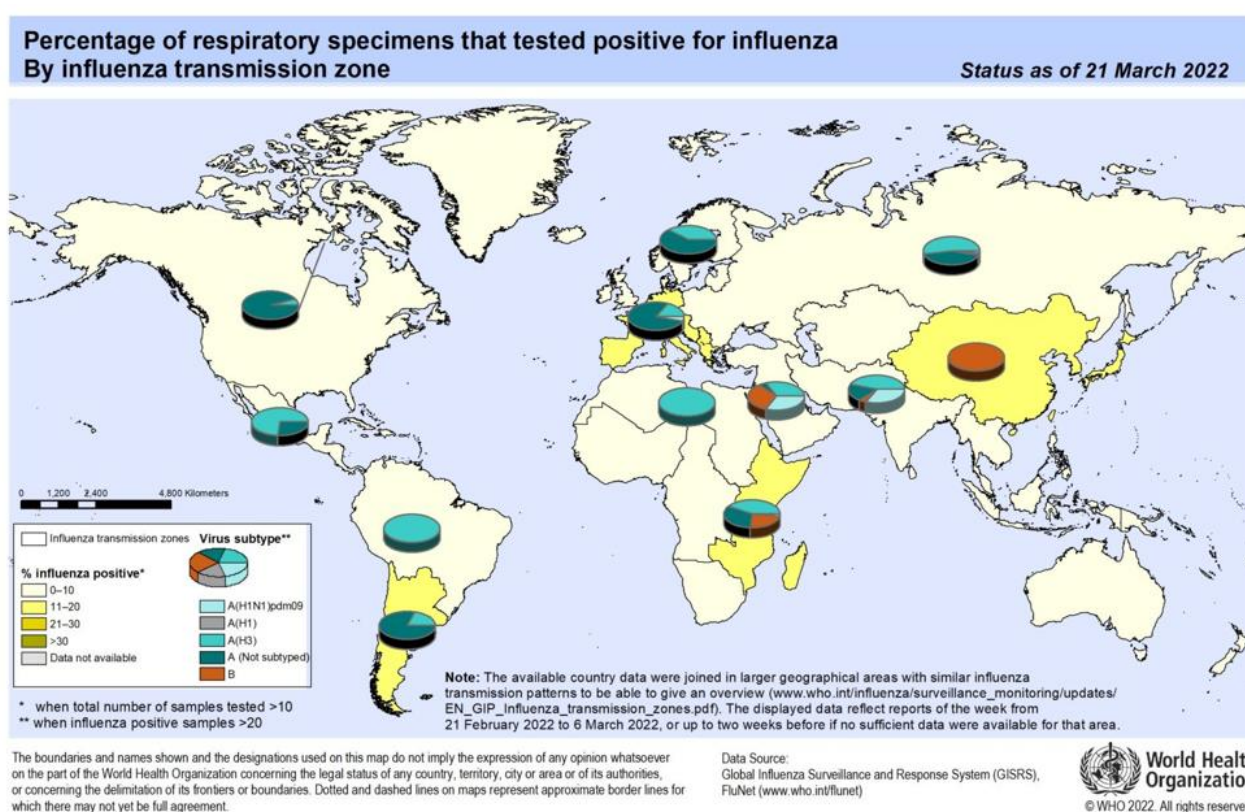 Percentage of respiratory specimens that tested positive for influenza
By influenza transmission zone
Status as of 21 March 2022
0 1,200 2,400 4,800 Kilometers
Influenza transmission zones
% influenza positive*
0–10
11–20
21–30
>30
Data not available
Virus subtype**
A(H1N1)pdm09
A(H1)
A(H3)
A (Not subtyped)
B
* when total number of samples tested >10
** when influenza positive samples >20
Note: The available country data were joined in larger geographical areas with similar influenza
transmission patterns to be able to give an overview (www.who.int/influenza/surveillance_monitoring/updates/
EN_GIP_Influenza_transmission_zones.pdf). The displayed data reflect reports of the week from
21 February 2022 to 6 March 2022, or up to two weeks before if no sufficient data were available for that area.
The boundaries and names shown and the designations used on this map do not imply the expression of any opinion whatsoever
on the part of the World Health Organization concerning the legal status of any country, territory, city or area or of its authorities,
or concerning the delimitation of its frontiers or boundaries. Dotted and dashed lines on maps represent approximate border lines for
which there may not yet be full agreement.
Data Source:
Global Influenza Surveillance and Response System (GISRS),
FluNet (www.who.int/flunet)
World Healt
Organizatio
© WHO 2022. All rights reserve